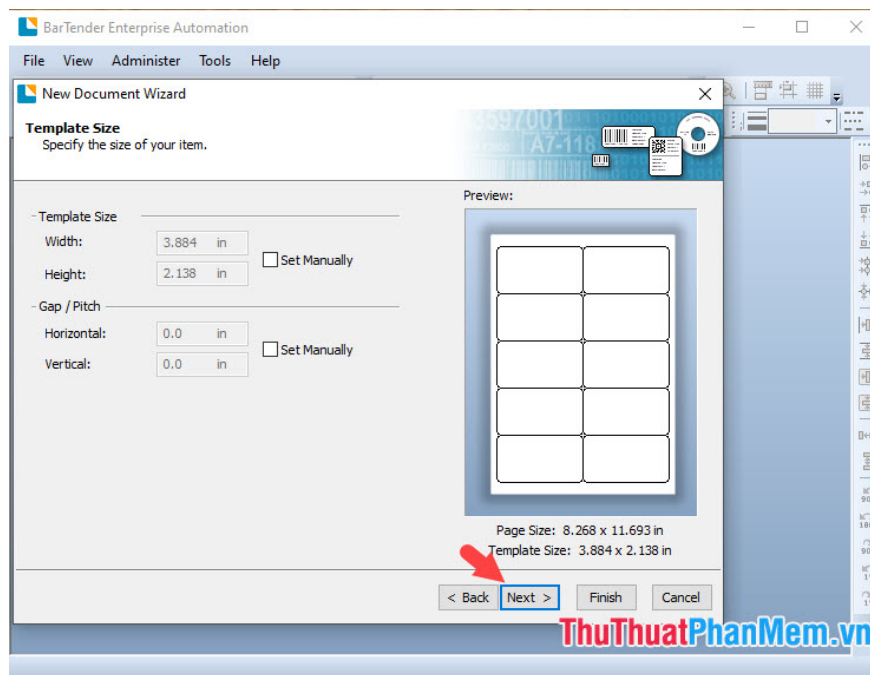 BarTender Enterprise Automation
File View Administer Tools Help
New Document Wizard
Template Size
Specify the size of your item.
3597001
A7-118
Preview:
Template Size
Width: 3.884 in
Set Manually
Height: 2.138 in
Gap / Pitch
Horizontal: 0.0 in
Set Manually
Vertical: 0.0 in
Page Size: 8.268 x 11.693 in
Template Size: 3.884 x 2.138 in
< Back Next > Finish Cancel
ThuThuatPhanMem.vn